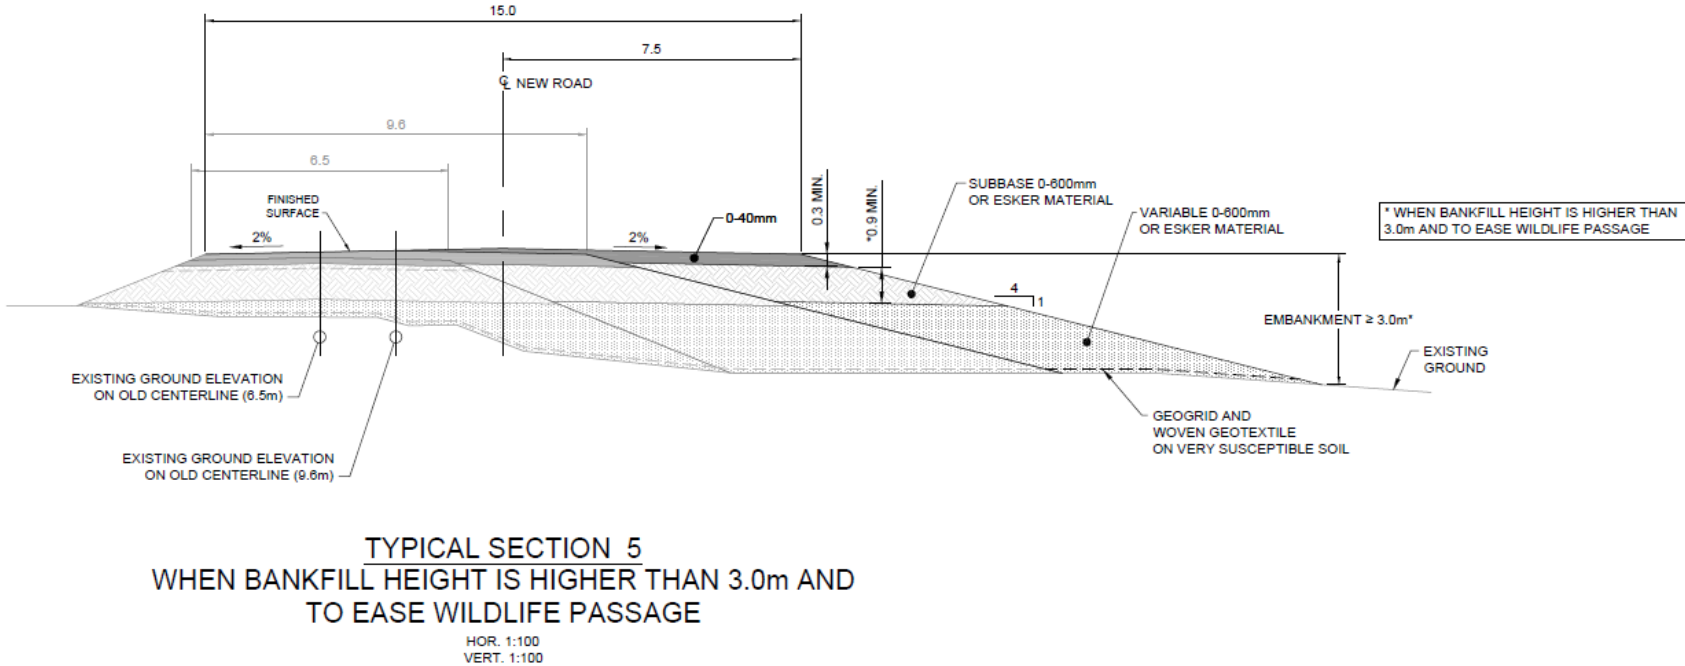 15.0
7.5
℄ NEW ROAD
9.6
6.5
FINISHED
SURFACE
2%
2%
0-40mm
0.3 MIN.
*0.9 MIN.
SUBBASE 0-600mm
OR ESKER MATERIAL
VARIABLE 0-600mm
OR ESKER MATERIAL
* WHEN BANKFILL HEIGHT IS HIGHER THAN
3.0m AND TO EASE WILDLIFE PASSAGE
4
1
EMBANKMENT ≥ 3.0m*
EXISTING
GROUND
EXISTING GROUND ELEVATION
ON OLD CENTERLINE (6.5m)
EXISTING GROUND ELEVATION
ON OLD CENTERLINE (9.6m)
GEOGRID AND
WOVEN GEOTEXTILE
ON VERY SUSCEPTIBLE SOIL
TYPICAL SECTION 5
WHEN BANKFILL HEIGHT IS HIGHER THAN 3.0m AND
TO EASE WILDLIFE PASSAGE
HOR. 1:100
VERT. 1:100